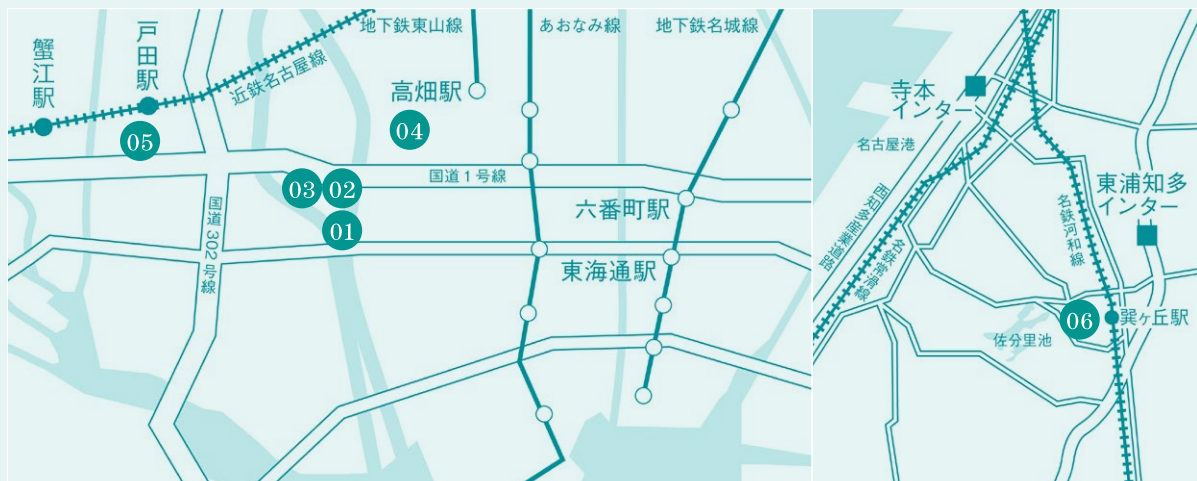 蟹江駅
戸田駅
近鉄名古屋線
地下鉄東山線
あおなみ線
地下鉄名城線
高畑駅
04
05
03
02
01
国道1号線
国道302号線
六番町駅
東海通駅
寺本
インター
名古屋港
西知多産業道路
名鉄常滑線
名鉄河和線
東浦知多
インター
06
巽ヶ丘駅
佐布里池